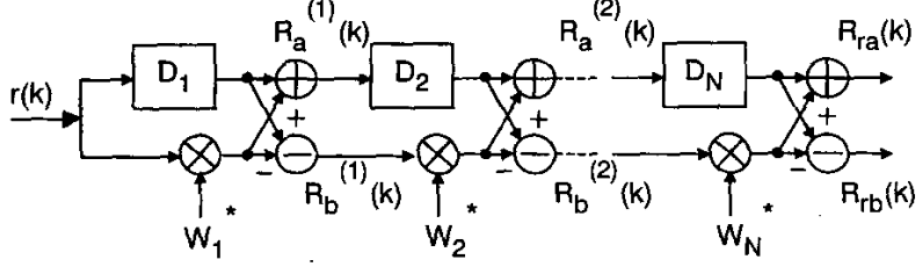 R_a^(1)(k) R_a^(2)(k) R_ra(k)
D_1 D_2 D_N
r(k)
+ + +
− − −
R_b^(1)(k) R_b^(2)(k) R_rb(k)
W_1^* W_2^* W_N^*